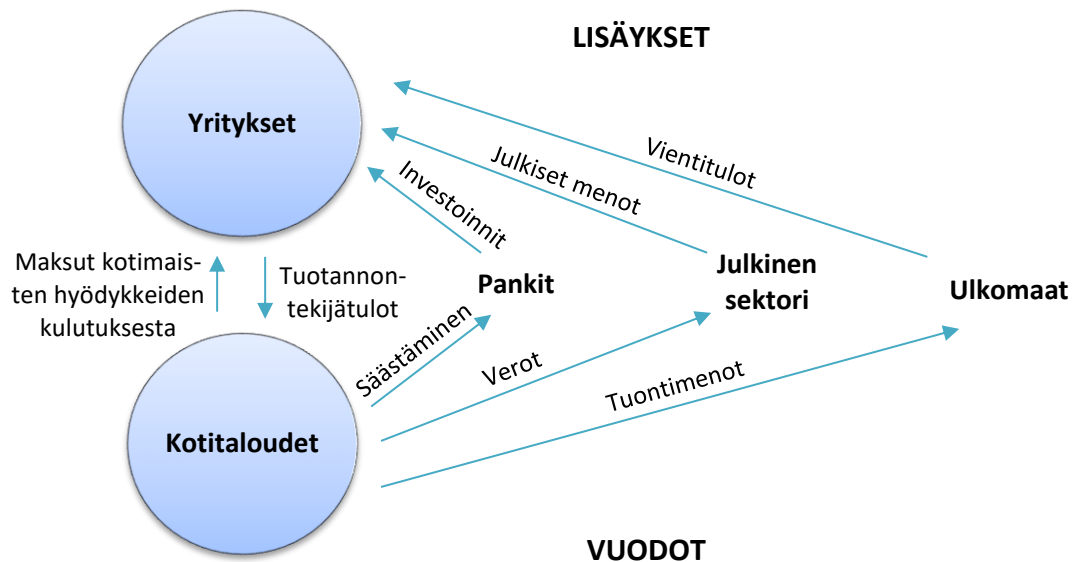 LISÄYKSET
Yritykset
Vientitulot
Julkiset menot
Investoinnit
Maksut kotimais-
ten hyödykkeiden
kulutuksesta
Tuotannon-
tekijätulot
Pankit
Julkinen
sektori
Ulkomaat
Säästäminen
Verot
Tuontimenot
Kotitaloudet
VUODOT